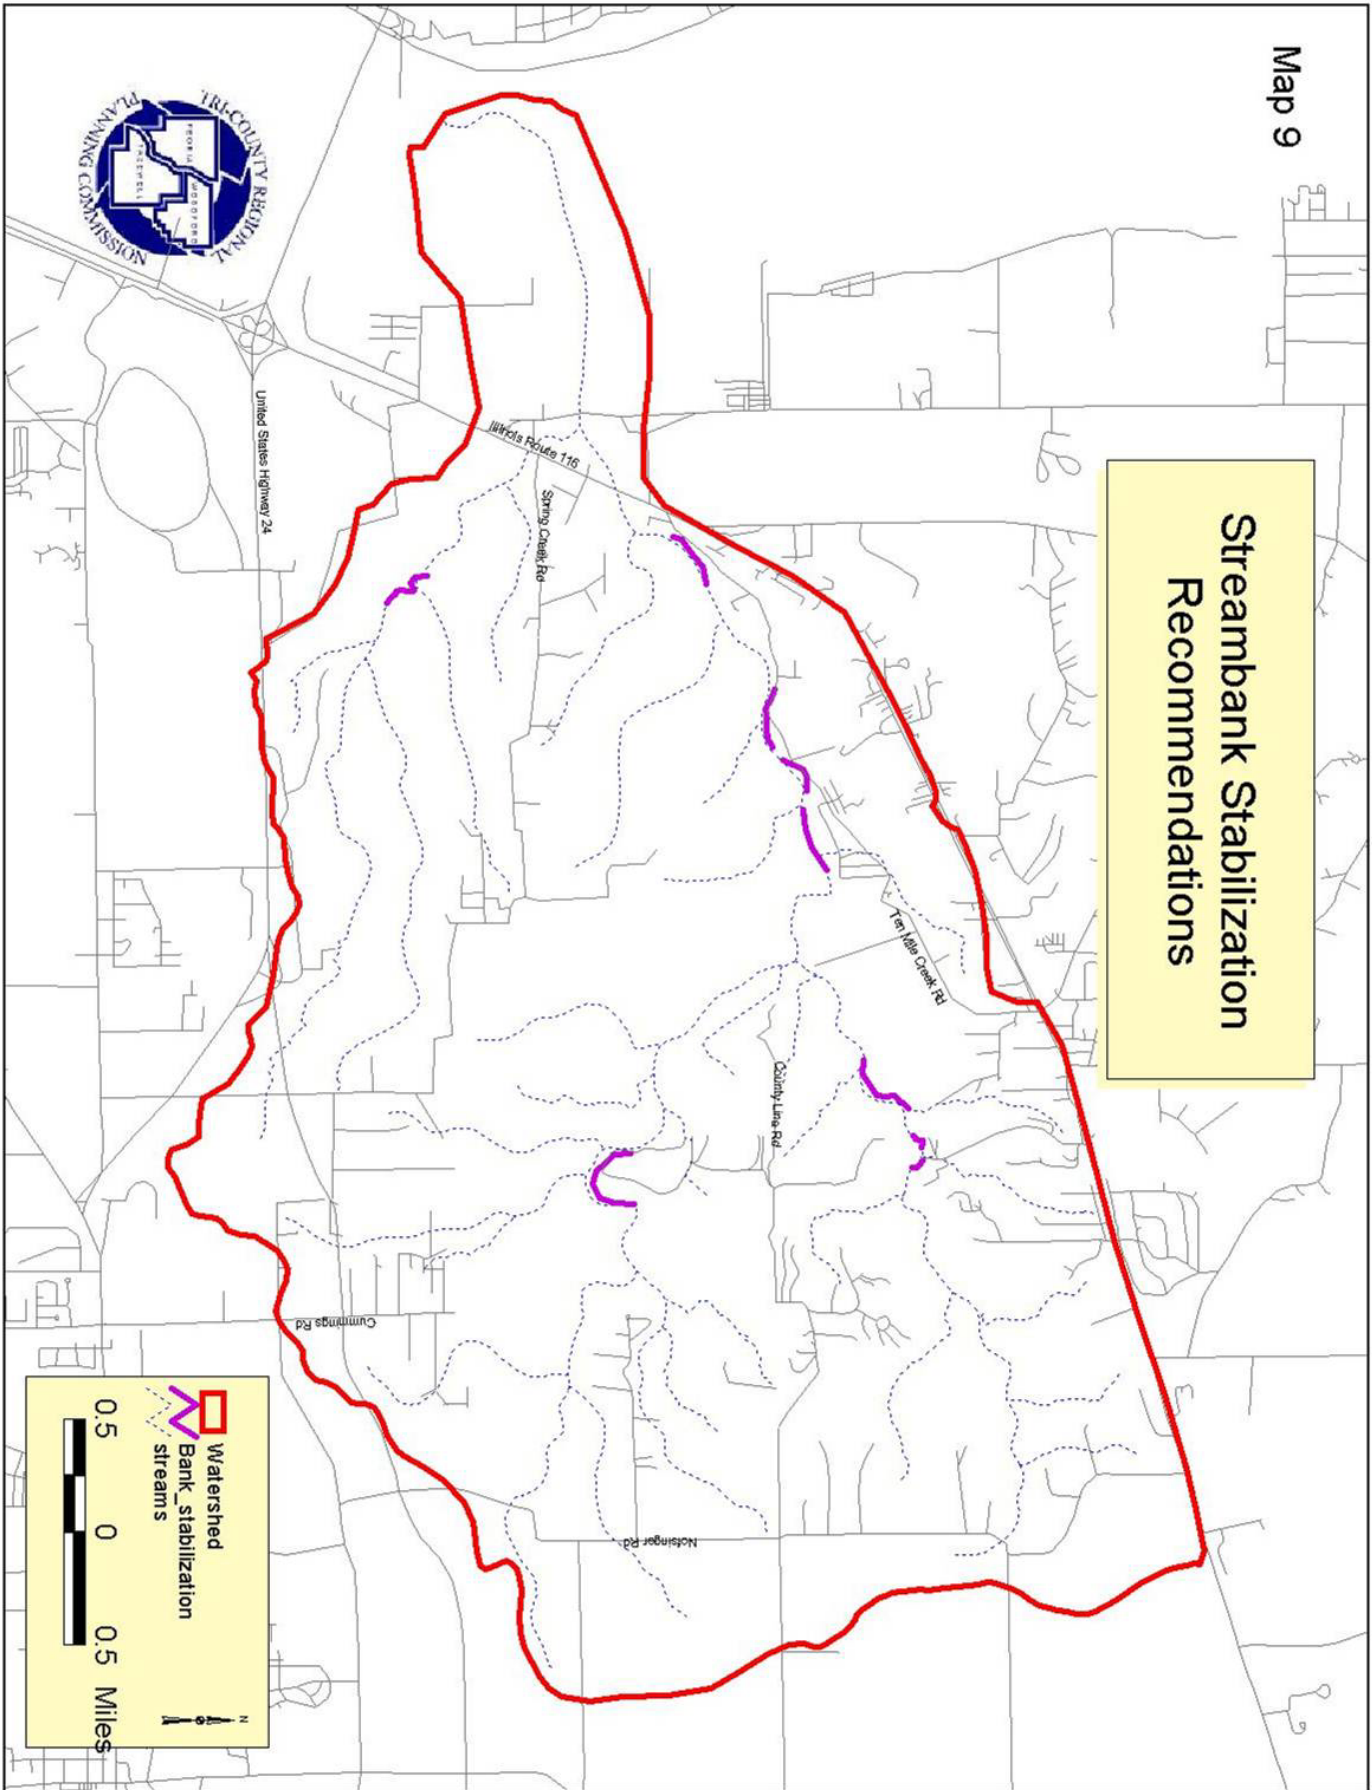 Map 9
Streambank Stabilization
Recommendations
Illinois Route 116
United States Highway 24
Spring Creek Rd
Ten Mile Creek Rd
County Line Rd
Cummings Rd
Nofsinger Rd
TRI-COUNTY REGIONAL
PEORIA
WOODFORD
TAZEWELL
PLANNING COMMISSION
Watershed
Bank_stabilization
streams
0.5 0 0.5 Miles
N